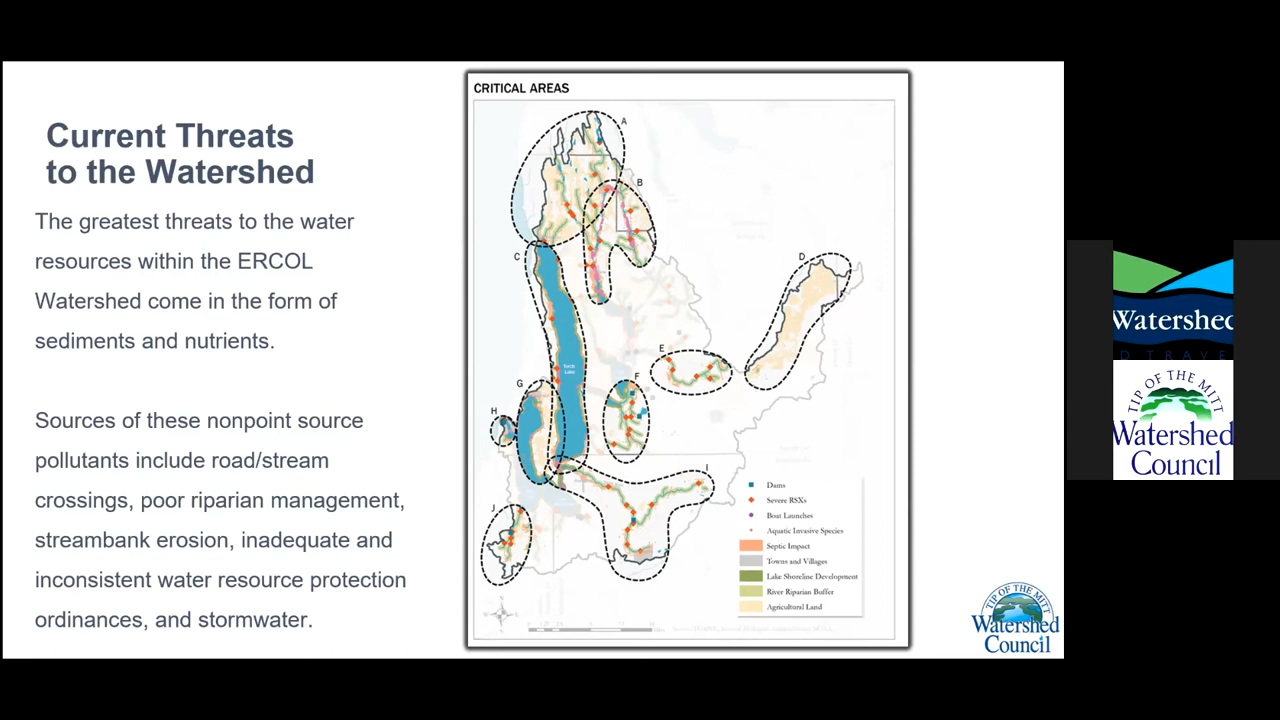 Current Threats
to the Watershed
The greatest threats to the water
resources within the ERCOL
Watershed come in the form of
sediments and nutrients.
Sources of these nonpoint source
pollutants include road/stream
crossings, poor riparian management,
streambank erosion, inadequate and
inconsistent water resource protection
ordinances, and stormwater.
CRITICAL AREAS
A
B
C
D
E
F
G
H
I
J
Torch
Lake
Dams
Severe RSXs
Boat Launches
Aquatic Invasive Species
Septic Impact
Towns and Villages
Lake Shoreline Development
River Riparian Buffer
Agricultural Land
TIP OF THE MITT
Watershed
Council
Watershed
D TRAVE
TIP OF THE MITT
Watershed
Council